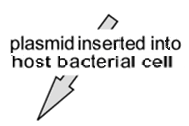 plasmid inserted into
host bacterial cell